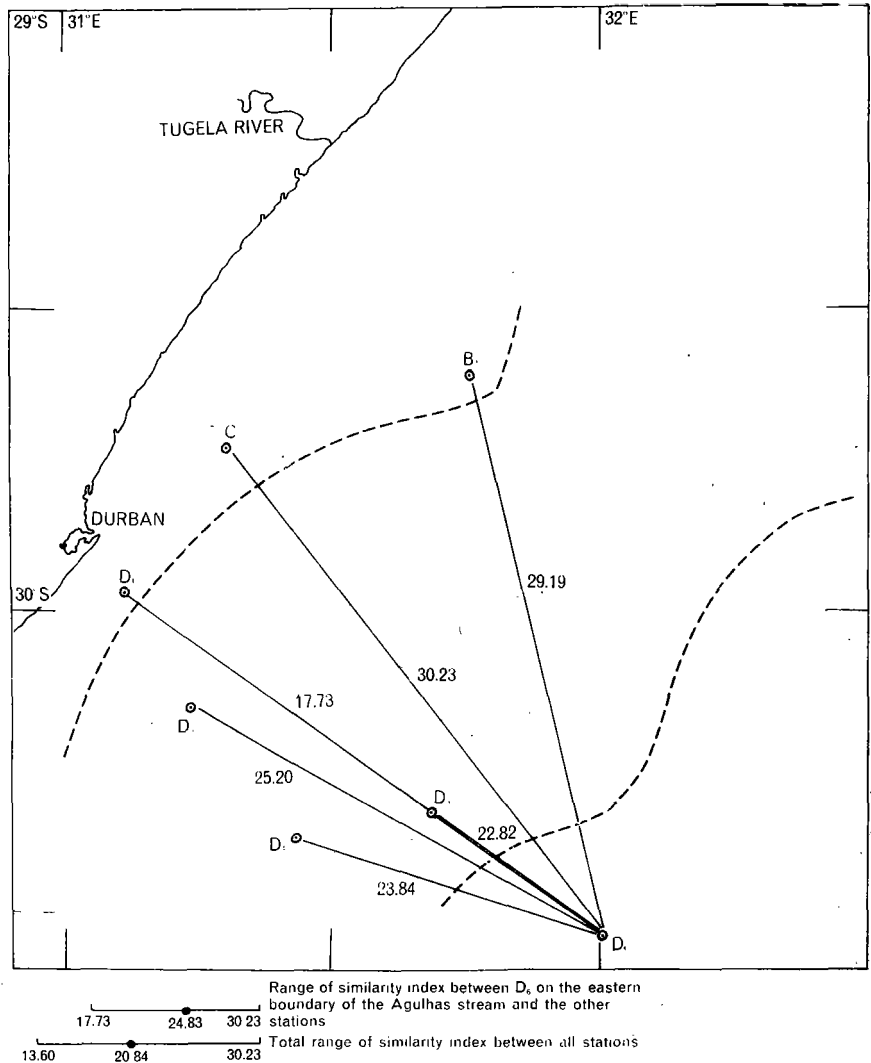 29°S 31°E 32°E
TUGELA RIVER
B
C
DURBAN
29.19
D
30°S
30.23
17.73
D
25.20
D
22.82
D
23.84
D
Range of similarity index between D₆ on the eastern
boundary of the Agulhas stream and the other
stations
17.73 24.83 30 23
Total range of similarity index between all stations
13.60 20 84 30.23